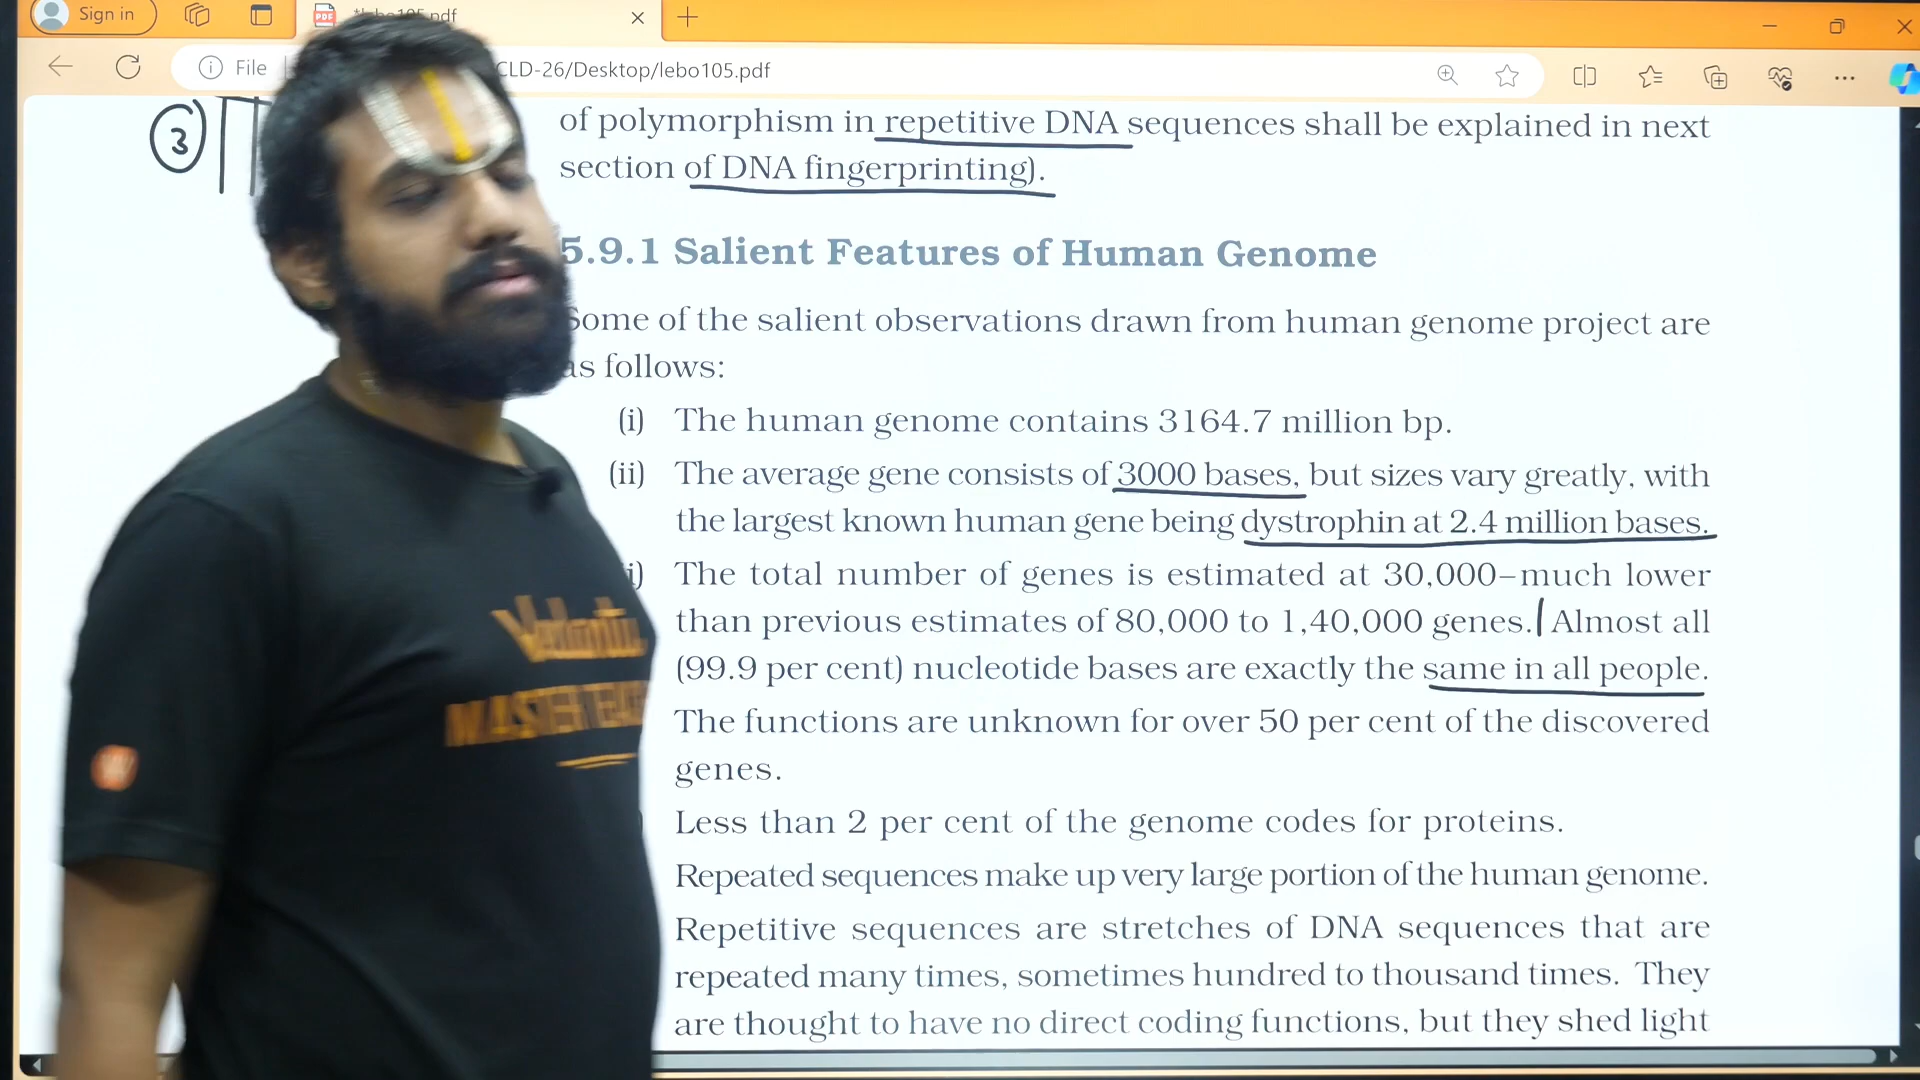 Sign in
File
CLD-26/Desktop/lebo105.pdf
3
of polymorphism in repetitive DNA sequences shall be explained in next
section of DNA fingerprinting).
5.9.1 Salient Features of Human Genome
Some of the salient observations drawn from human genome project are
as follows:
(i) The human genome contains 3164.7 million bp.
(ii) The average gene consists of 3000 bases, but sizes vary greatly, with
the largest known human gene being dystrophin at 2.4 million bases.
i) The total number of genes is estimated at 30,000–much lower
than previous estimates of 80,000 to 1,40,000 genes. Almost all
(99.9 per cent) nucleotide bases are exactly the same in all people.
The functions are unknown for over 50 per cent of the discovered
genes.
Less than 2 per cent of the genome codes for proteins.
Repeated sequences make up very large portion of the human genome.
Repetitive sequences are stretches of DNA sequences that are
repeated many times, sometimes hundred to thousand times. They
are thought to have no direct coding functions, but they shed light
Vedantu
MASTER TEACHER